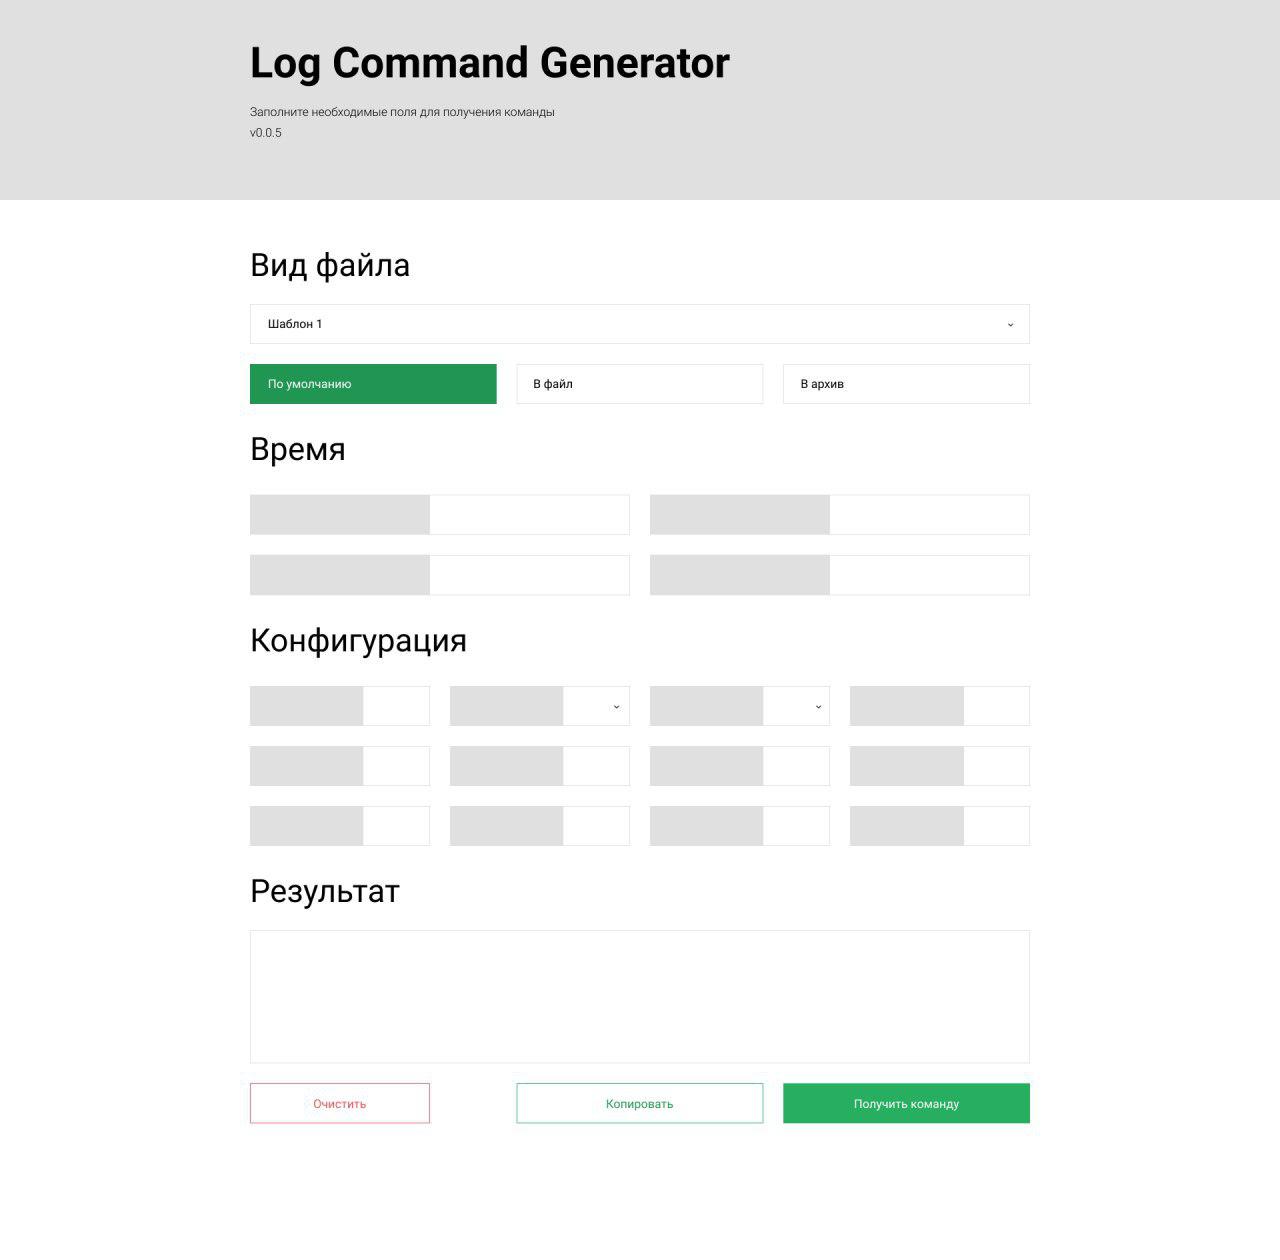 Log Command Generator
Заполните необходимые поля для получения команды
v0.0.5
Вид файла
Шаблон 1
По умолчанию
В файл
В архив
Время
Конфигурация
Результат
Очистить
Копировать
Получить команду